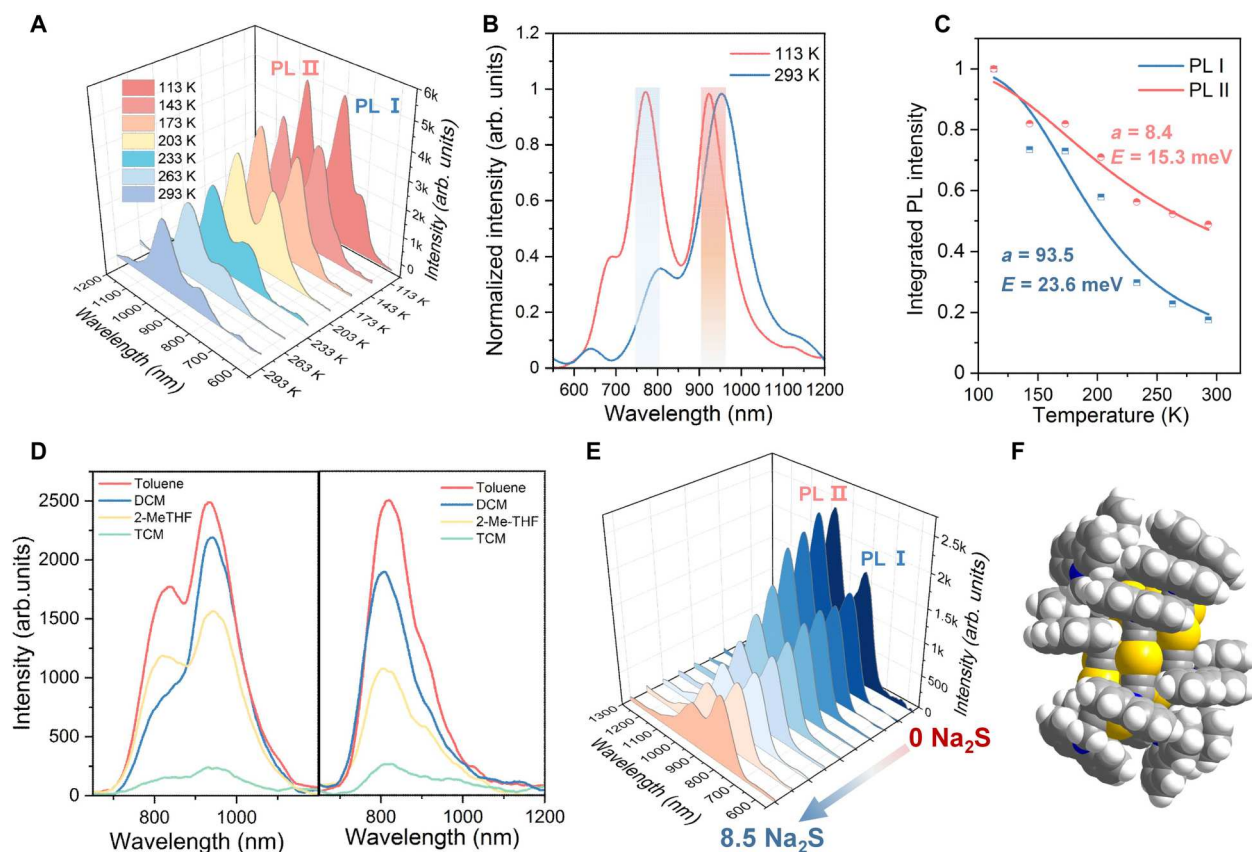 A
PL II
PL I
113 K
143 K
173 K
203 K
233 K
263 K
293 K
6k
5k
4k
3k
2k
1k
0
Intensity (arb. units)
1200
1100
1000
900
800
700
600
Wavelength (nm)
113 K
143 K
173 K
203 K
233 K
263 K
293 K
B
113 K
293 K
1.2
1
0.8
0.6
0.4
0.2
0
Normalized intensity (arb. units)
600 700 800 900 1000 1100 1200
Wavelength (nm)
C
PL I
PL II
a = 8.4
E = 15.3 meV
a = 93.5
E = 23.6 meV
1
0.8
0.6
0.4
0.2
0
Integrated PL intensity
100 150 200 250 300
Temperature (K)
D
Toluene
DCM
2-MeTHF
TCM
Toluene
DCM
2-Me-THF
TCM
2500
2000
1500
1000
500
0
Intensity (arb.units)
800 1000
Wavelength (nm)
800 1000 1200
Wavelength (nm)
E
PL II
PL I
2.5k
2k
1.5k
1k
500
0
Intensity (arb. units)
1300
1200
1100
1000
900
800
700
600
Wavelength (nm)
0 Na₂S
8.5 Na₂S
F